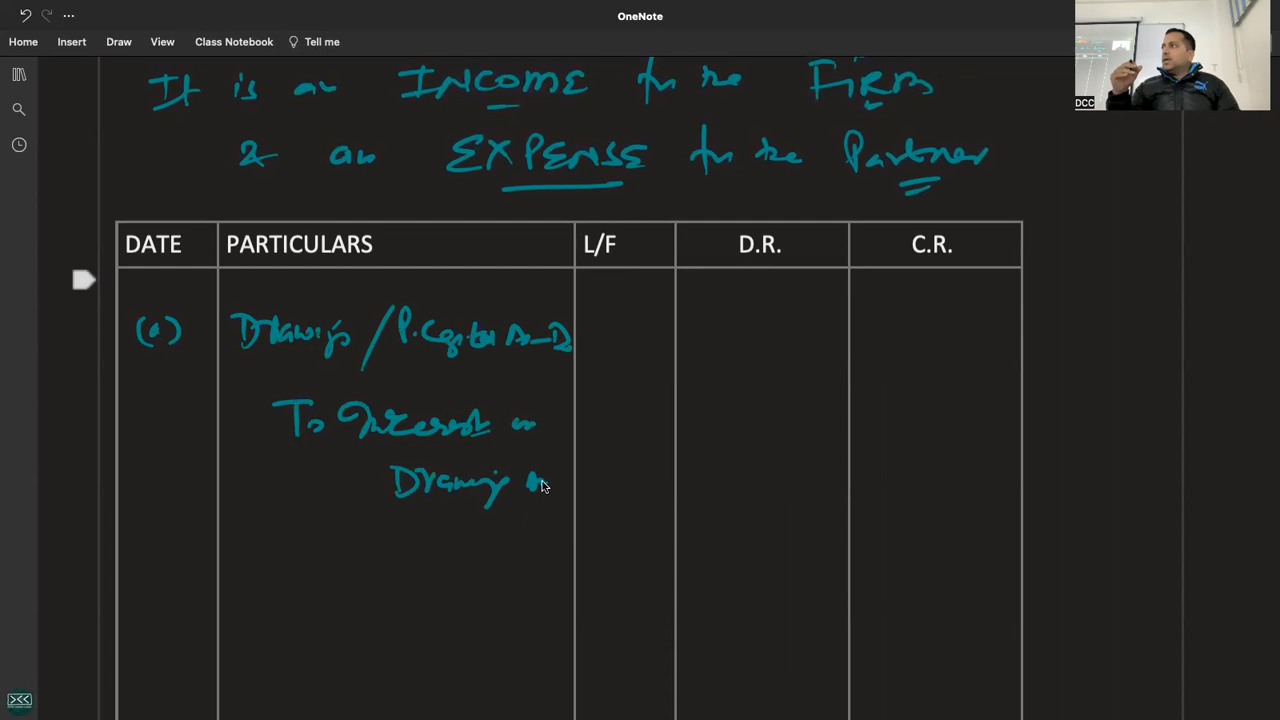 OneNote
Home Insert Draw View Class Notebook Tell me
It is an INCOME for the FIRM
& an EXPENSE for the Partner
DATE PARTICULARS L/F D.R. C.R.
(a) Drawings / P. Capital A/c Dr
To Interest on
Drawings
DCC